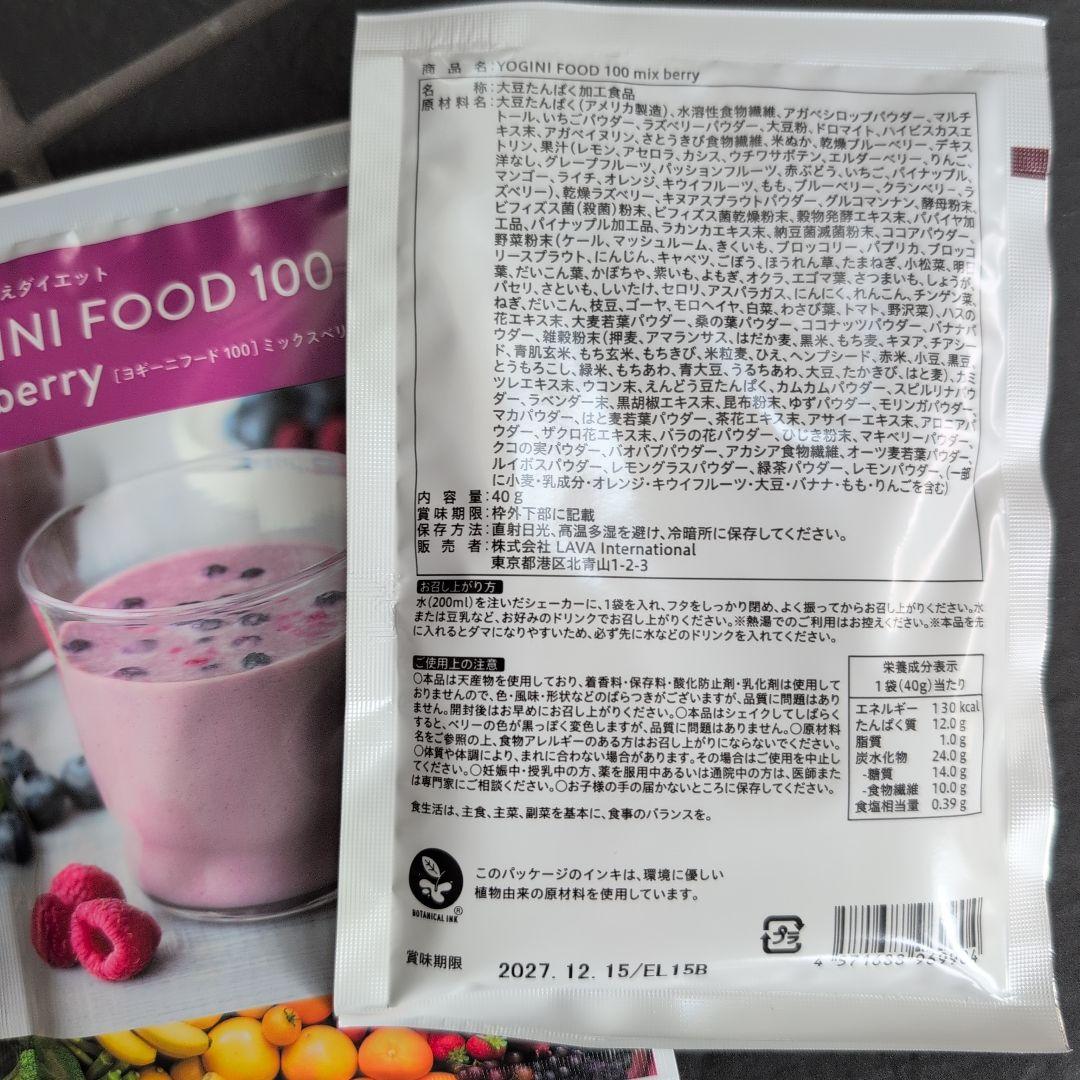 えダイエット
INI FOOD 100
berry [ヨギーニフード100]ミックスベリ
商品名:YOGINI FOOD 100 mix berry
名称:大豆たんぱく加工食品
原材料名:大豆たんぱく(アメリカ製造)、水溶性食物繊維、アガベシロップパウダー、マルチ
トール、いちごパウダー、ラズベリーパウダー、大豆粉、ドロマイト、ハイビスカスエ
キス末、アガベイヌリン、さとうきび食物繊維、米ぬか、乾燥ブルーベリー、デキス
トリン、果汁(レモン、アセロラ、カシス、ウチワサボテン、エルダーベリー、りんご、
洋なし、グレープフルーツ、パッションフルーツ、赤ぶどう、いちご、パイナップル、
マンゴー、ライチ、オレンジ、キウイフルーツ、もも、ブルーベリー、クランベリー、ラ
ズベリー)、乾燥ラズベリー、キヌアスプラウトパウダー、グルコマンナン、酵母粉末、
ビフィズス菌(殺菌)粉末、ビフィズス菌乾燥粉末、穀物発酵エキス末、パパイヤ加
工品、パイナップル加工品、ラカンカエキス末、納豆菌滅菌粉末、ココアパウダー、
野菜粉末(ケール、マッシュルーム、きくいも、ブロッコリー、パプリカ、ブロッコ
リースプラウト、にんじん、キャベツ、ごぼう、ほうれん草、たまねぎ、小松菜、明日
葉、だいこん葉、かぼちゃ、紫いも、よもぎ、オクラ、エゴマ葉、さつまいも、しょうが、
パセリ、さといも、しいたけ、セロリ、アスパラガス、にんにく、れんこん、チンゲン菜、
ねぎ、だいこん、枝豆、ゴーヤ、モロヘイヤ、白菜、わさび葉、トマト、野沢菜)、ハスの
花エキス末、大麦若葉パウダー、桑の葉パウダー、ココナッツパウダー、バナナパ
ウダー、雑穀粉末(押麦、アマランサス、はだか麦、黒米、もち麦、キヌア、チアシー
ド、青肌玄米、もち玄米、もちきび、米粒麦、ひえ、ヘンプシード、赤米、小豆、黒豆、
とうもろこし、緑米、もちあわ、青大豆、うるちあわ、大豆、たかきび、はと麦)、カミ
ツレエキス末、ウコン末、えんどう豆たんぱく、カムカムパウダー、スピルリナパウ
ダー、ラベンダー末、黒胡椒エキス末、昆布粉末、ゆずパウダー、モリンガパウダー、
マカパウダー、はと麦若葉パウダー、茶花エキス末、アサイーエキス末、アロニアパ
ウダー、ザクロ花エキス末、バラの花パウダー、ひじき粉末、マキベリーパウダー、
クコの実パウダー、バオバブパウダー、アカシア食物繊維、オーツ麦若葉パウダー、
ルイボスパウダー、レモングラスパウダー、緑茶パウダー、レモンパウダー、(一部
に小麦・乳成分・オレンジ・キウイフルーツ・大豆・バナナ・もも・りんごを含む)
内容量:40g
賞味期限:枠外下部に記載
保存方法:直射日光、高温多湿を避け、冷暗所に保存してください。
販売者:株式会社 LAVA International
東京都港区北青山1-2-3
お召し上がり方
水(200ml)を注いだシェーカーに、1袋を入れ、フタをしっかり閉め、よく振ってからお召し上がりください。水
または豆乳など、お好みのドリンクでお召し上がりください。※熱湯でのご利用はお控えください。※本品を先
に入れるとダマになりやすいため、必ず先に水などのドリンクを入れてください。
ご使用上の注意
○本品は天産物を使用しており、着香料・保存料・酸化防止剤・乳化剤は使用して
おりませんので、色・風味・形状などのばらつきがございますが、品質に問題はあり
ません。開封後はお早めにお召し上がりください。○本品はシェイクしてしばらく
すると、ベリーの色が黒っぽく変色しますが、品質に問題はありません。○原材料
名をご参照の上、食物アレルギーのある方はお召し上がりにならないでください。
○体質や体調により、まれに合わない場合があります。その場合はご使用を中止し
てください。○妊娠中・授乳中の方、薬を服用中あるいは通院中の方は、医師また
は専門家にご相談ください。○お子様の手の届かないところに保存してください。
食生活は、主食、主菜、副菜を基本に、食事のバランスを。
栄養成分表示
1袋(40g)当たり
エネルギー 130 kcal
たんぱく質 12.0 g
脂質 1.0 g
炭水化物 24.0 g
-糖質 14.0 g
-食物繊維 10.0 g
食塩相当量 0.39 g
BOTANICAL INK®
このパッケージのインキは、環境に優しい
植物由来の原材料を使用しています。
プラ
賞味期限 2027. 12. 15/EL15B